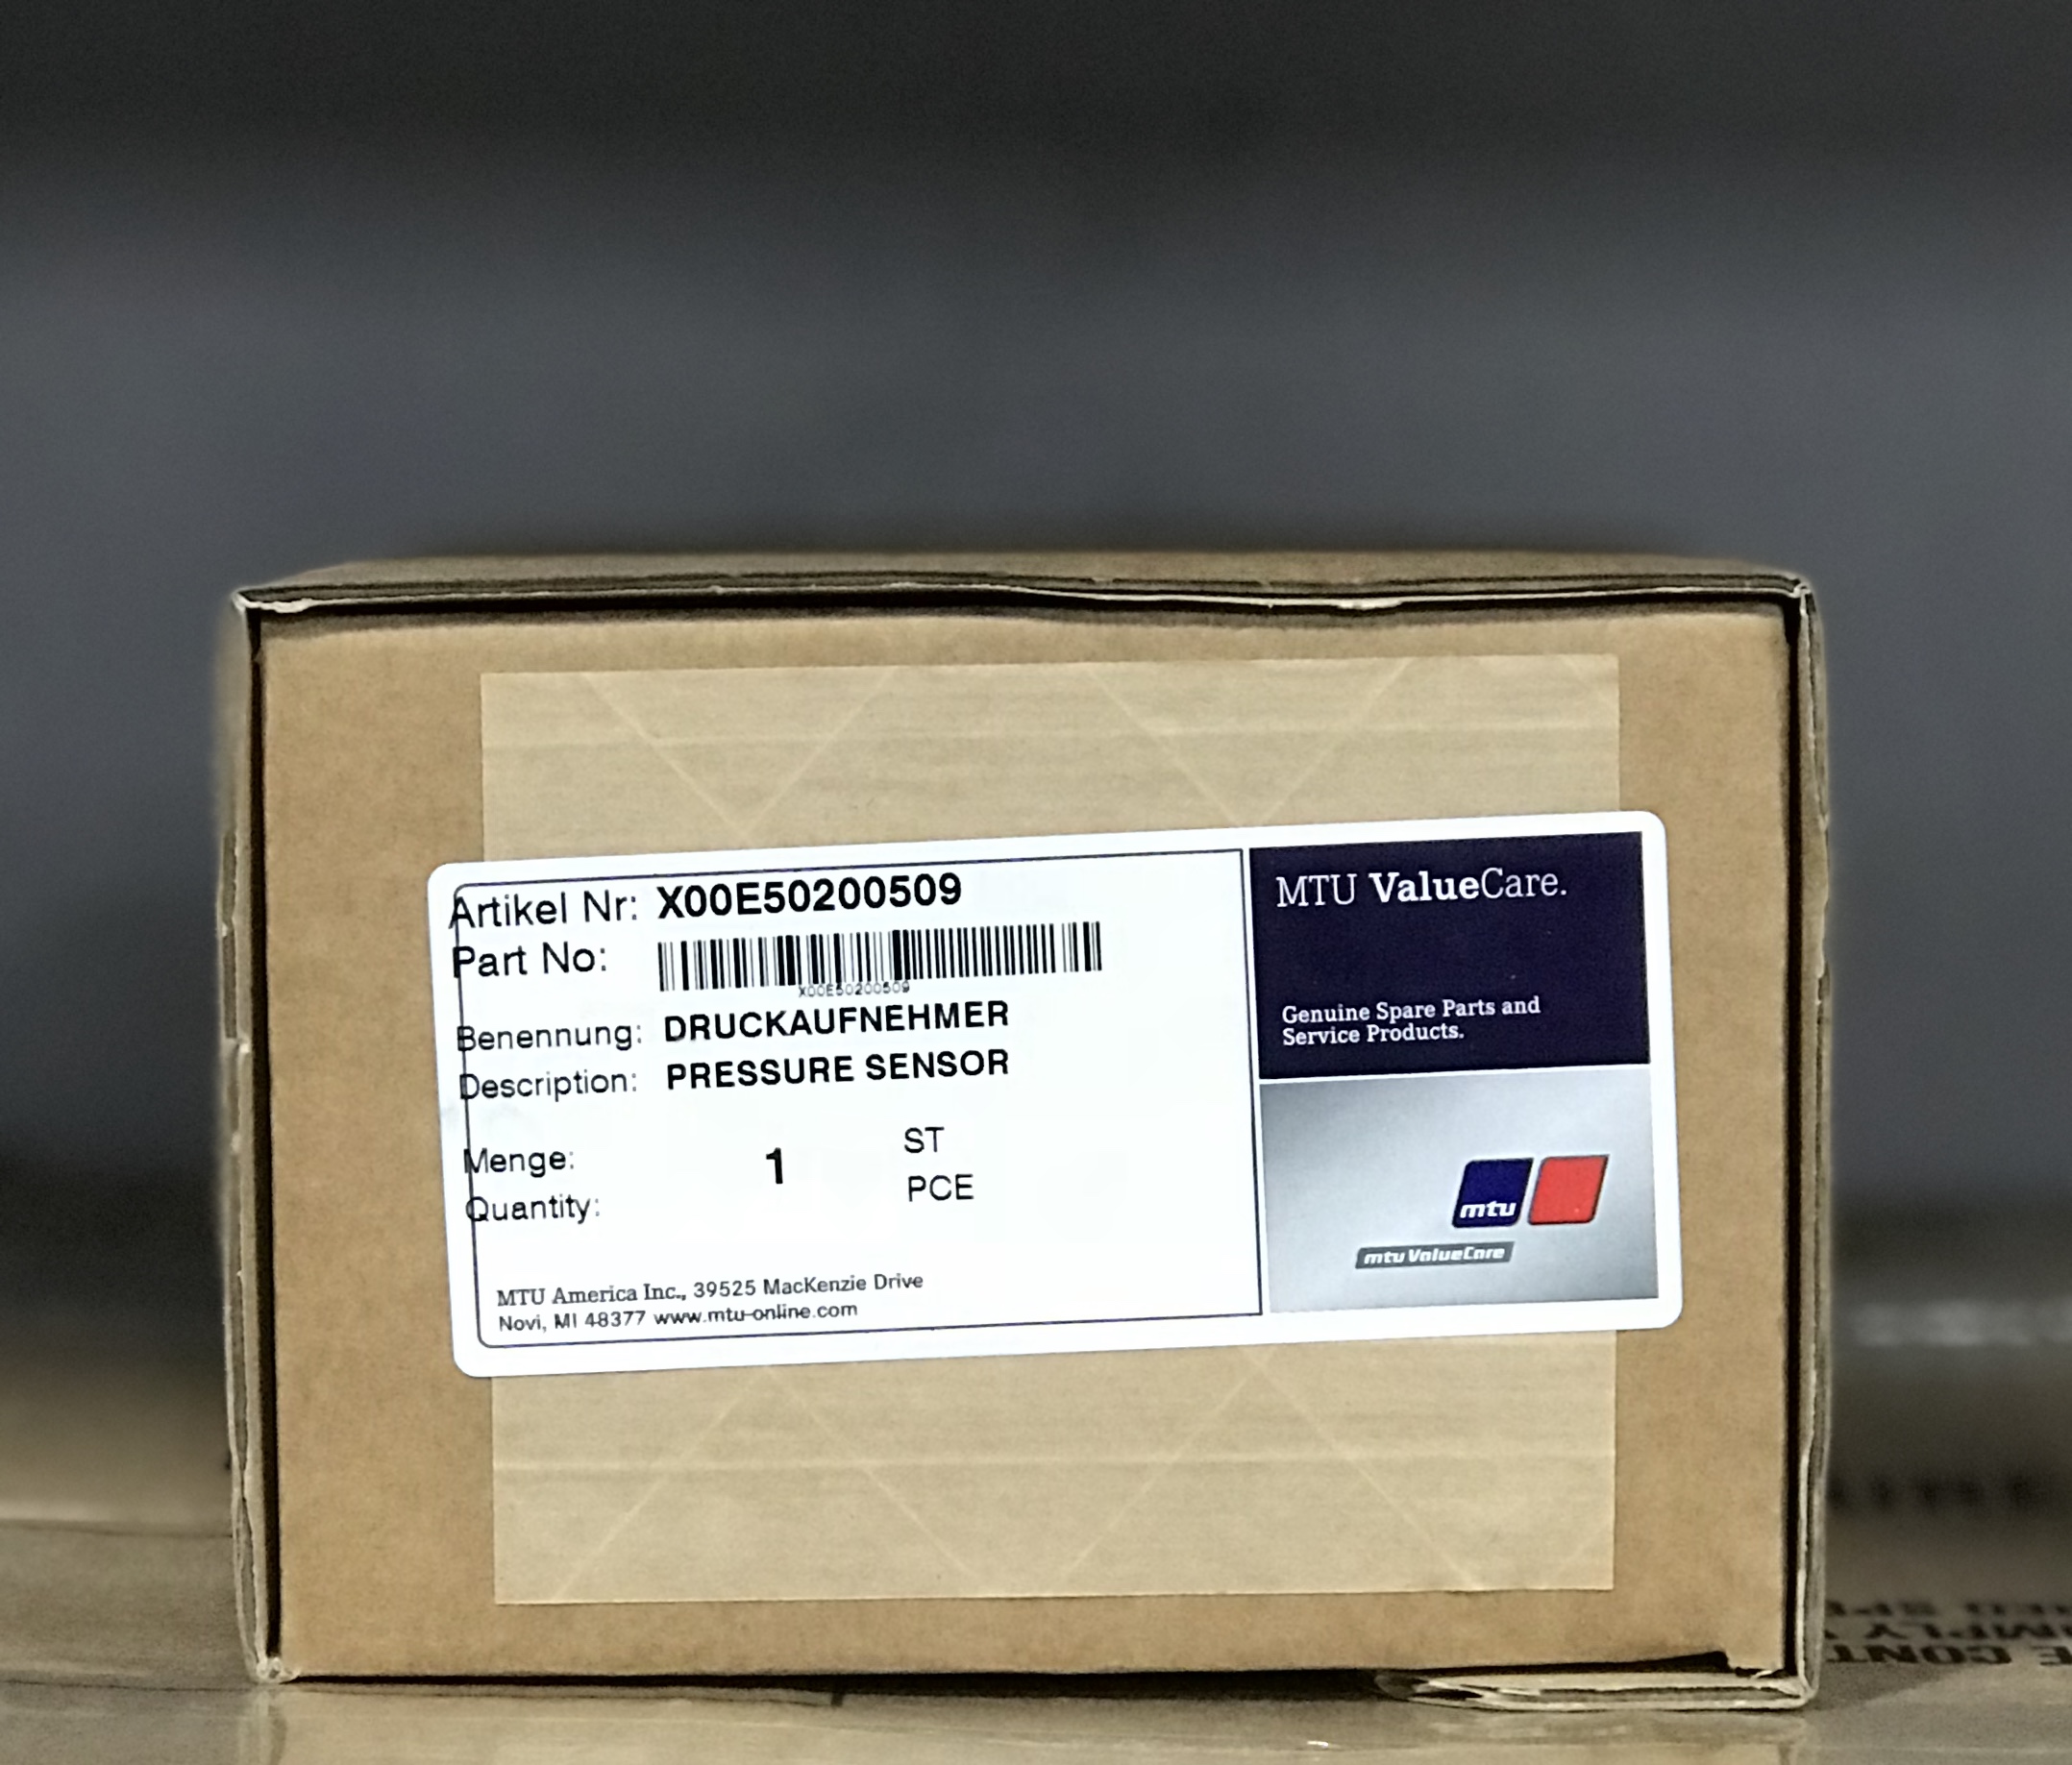 Artikel Nr: X00E50200509
Part No:
X00E50200509
Benennung: DRUCKAUFNEHMER
Description: PRESSURE SENSOR
Menge: 1 ST
Quantity: PCE
MTU America Inc., 39525 MacKenzie Drive
Novi, MI 48377 www.mtu-online.com
MTU ValueCare.
Genuine Spare Parts and
Service Products.
mtu
mtu ValueCare